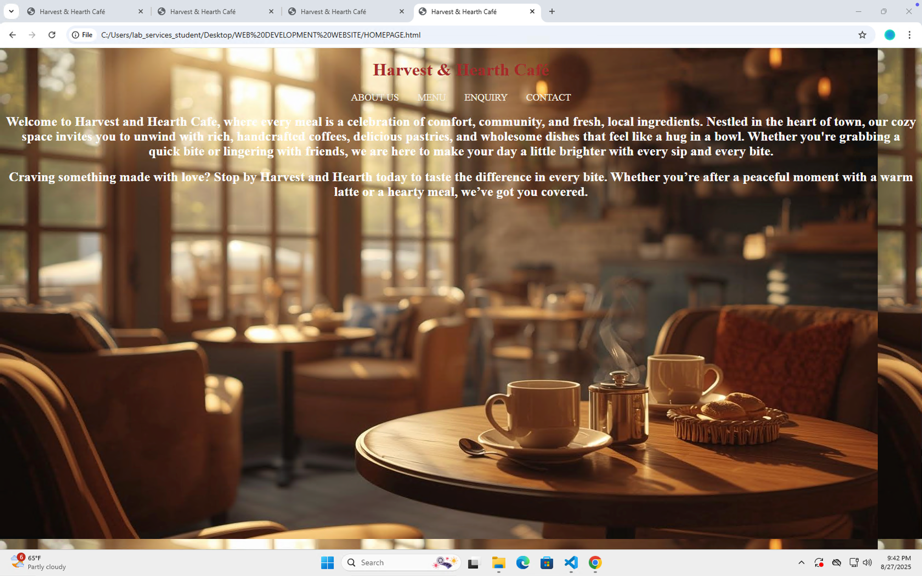 Harvest & Hearth Café
Harvest & Hearth Café
Harvest & Hearth Café
Harvest & Hearth Café
File
C:/Users/lab_services_student/Desktop/WEB%20DEVELOPMENT%20WEBSITE/HOMEPAGE.html
Harvest & Hearth Café
ABOUT US MENU ENQUIRY CONTACT
Welcome to Harvest and Hearth Cafe, where every meal is a celebration of comfort, community, and fresh, local ingredients. Nestled in the heart of town, our cozy
space invites you to unwind with rich, handcrafted coffees, delicious pastries, and wholesome dishes that feel like a hug in a bowl. Whether you're grabbing a
quick bite or lingering with friends, we are here to make your day a little brighter with every sip and every bite.
Craving something made with love? Stop by Harvest and Hearth today to taste the difference in every bite. Whether you’re after a peaceful moment with a warm
latte or a hearty meal, we’ve got you covered.
6
65°F
Partly cloudy
Search
9:42 PM
8/27/2025